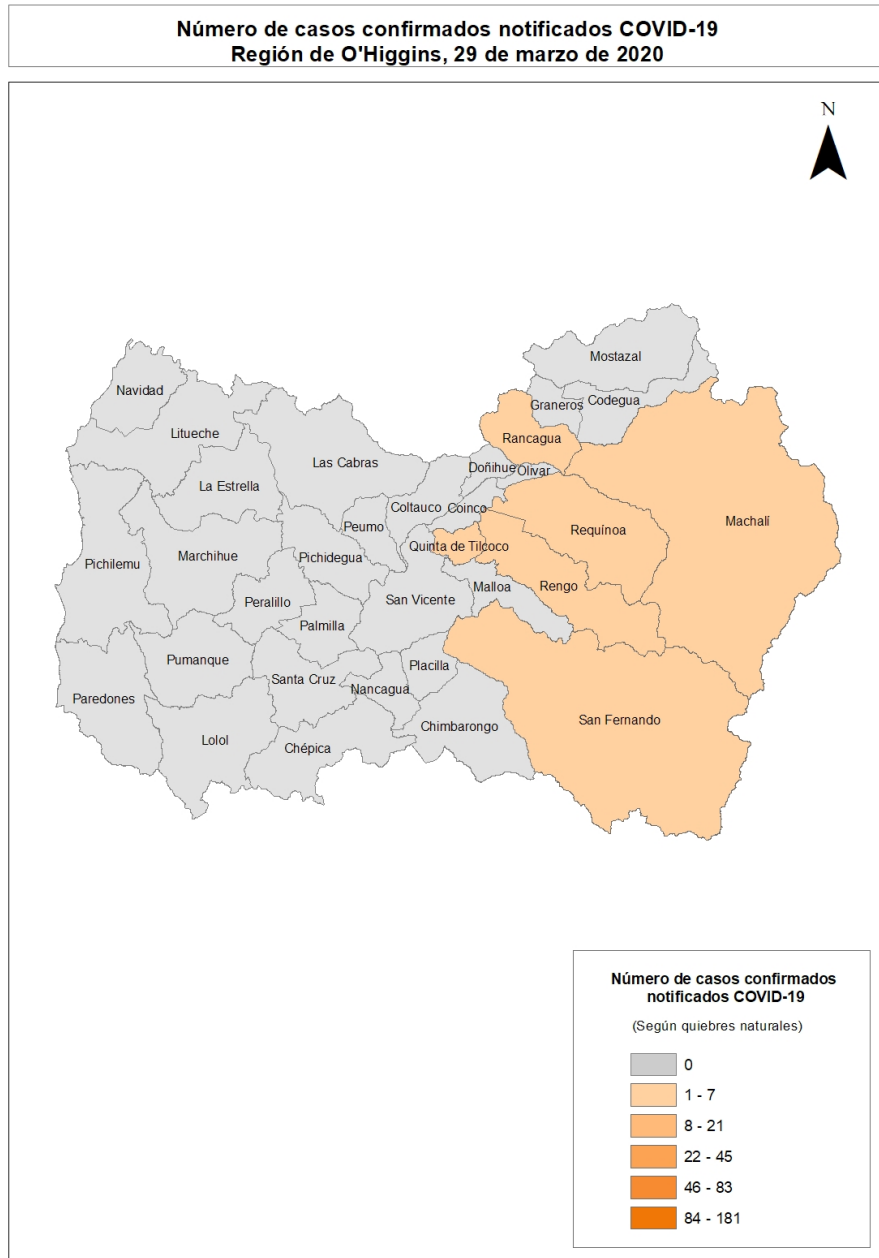 Número de casos confirmados notificados COVID-19
Región de O'Higgins, 29 de marzo de 2020
N
Mostazal
Navidad
Codegua
Graneros
Litueche
Rancagua
Las Cabras
Doñihue
Olivar
La Estrella
Coltauco
Coinco
Machalí
Peumo
Requínoa
Quinta de Tilcoco
Marchihue
Pichidegua
Pichilemu
Rengo
Malloa
Peralillo
San Vicente
Palmilla
Pumanque
Placilla
Santa Cruz
Nancagua
Paredones
San Fernando
Chimbarongo
Lolol
Chépica
Número de casos confirmados
notificados COVID-19
(Según quiebres naturales)
0
1 - 7
8 - 21
22 - 45
46 - 83
84 - 181